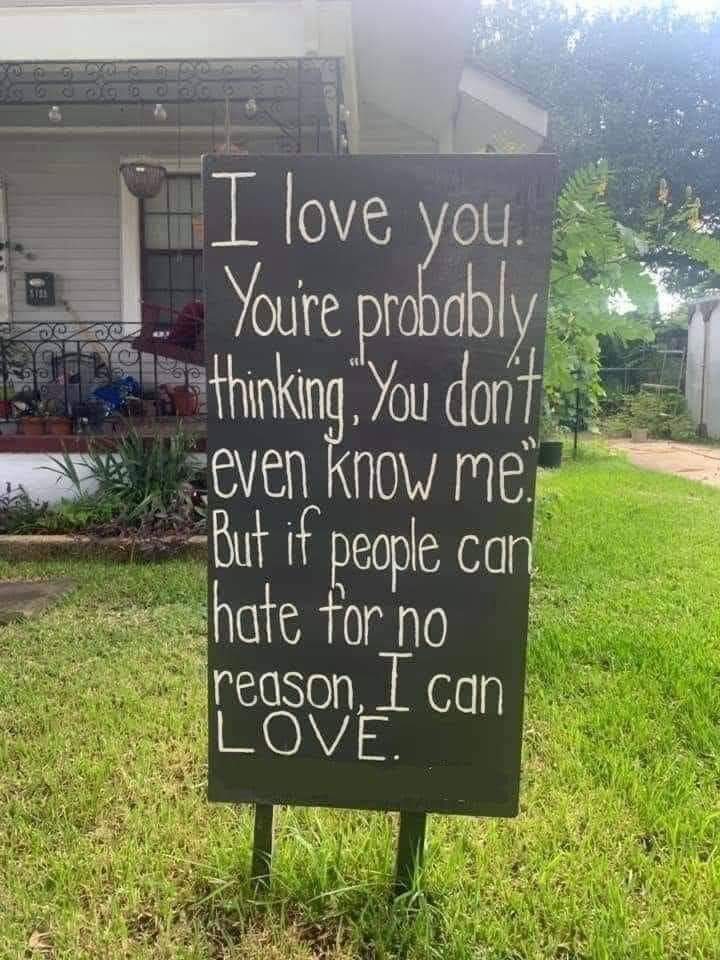 I love you.
You're probably
thinking, "You don't
even know me."
But if people can
hate for no
reason, I can
LOVE.